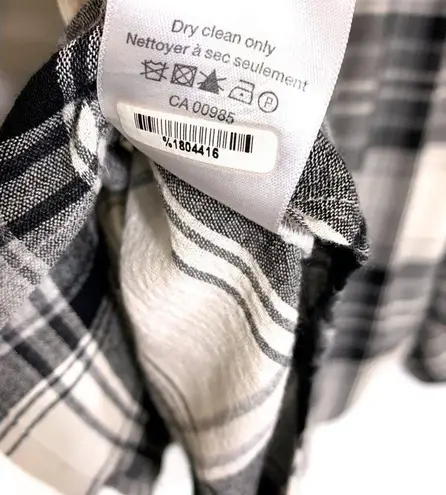 Dry clean only
Nettoyer à sec seulement
P
CA 00985
%1804416